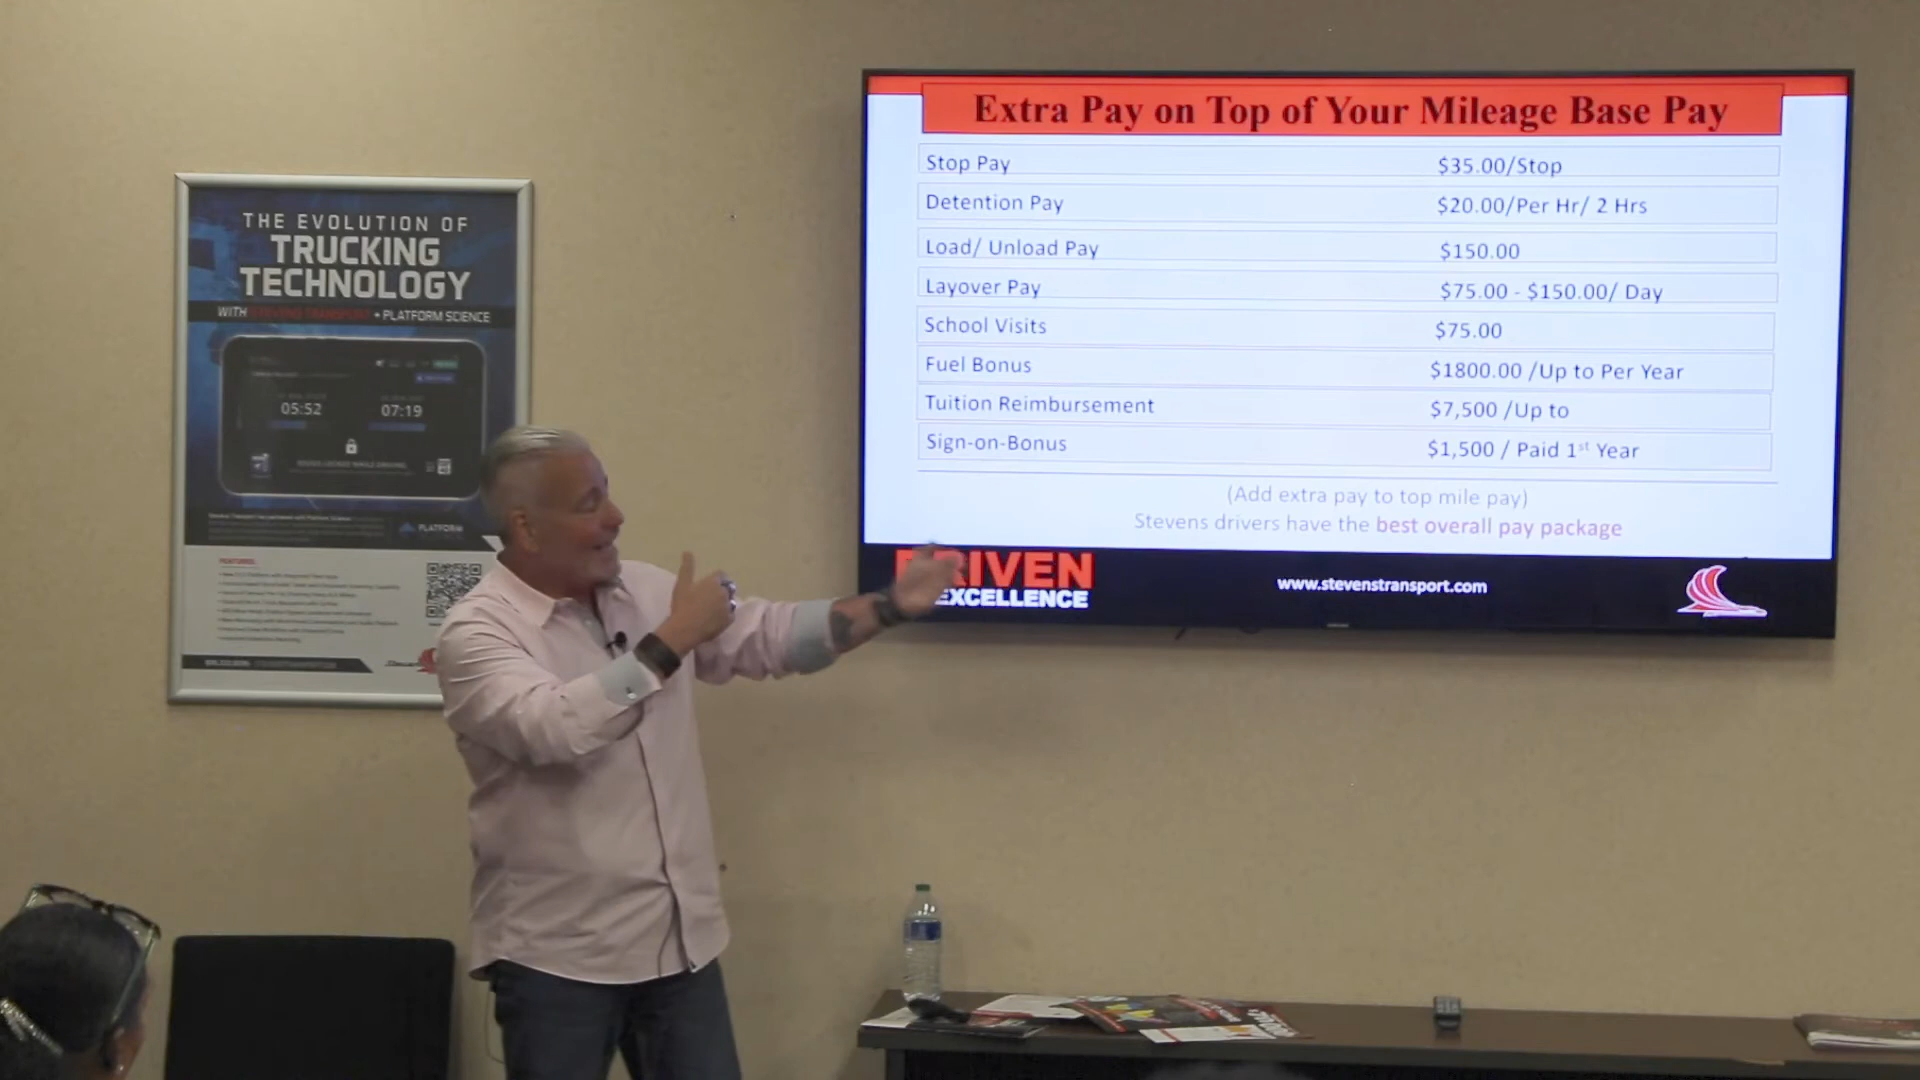 THE EVOLUTION OF
TRUCKING
TECHNOLOGY
WITH STEVENS TRANSPORT + PLATFORM SCIENCE
05:52
07:19
PLATFORM
FEATURES:
Extra Pay on Top of Your Mileage Base Pay
Stop Pay $35.00/Stop
Detention Pay $20.00/Per Hr/ 2 Hrs
Load/ Unload Pay $150.00
Layover Pay $75.00 - $150.00/ Day
School Visits $75.00
Fuel Bonus $1800.00 /Up to Per Year
Tuition Reimbursement $7,500 /Up to
Sign-on-Bonus $1,500 / Paid 1st Year
(Add extra pay to top mile pay)
Stevens drivers have the best overall pay package
DRIVEN
EXCELLENCE
www.stevenstransport.com